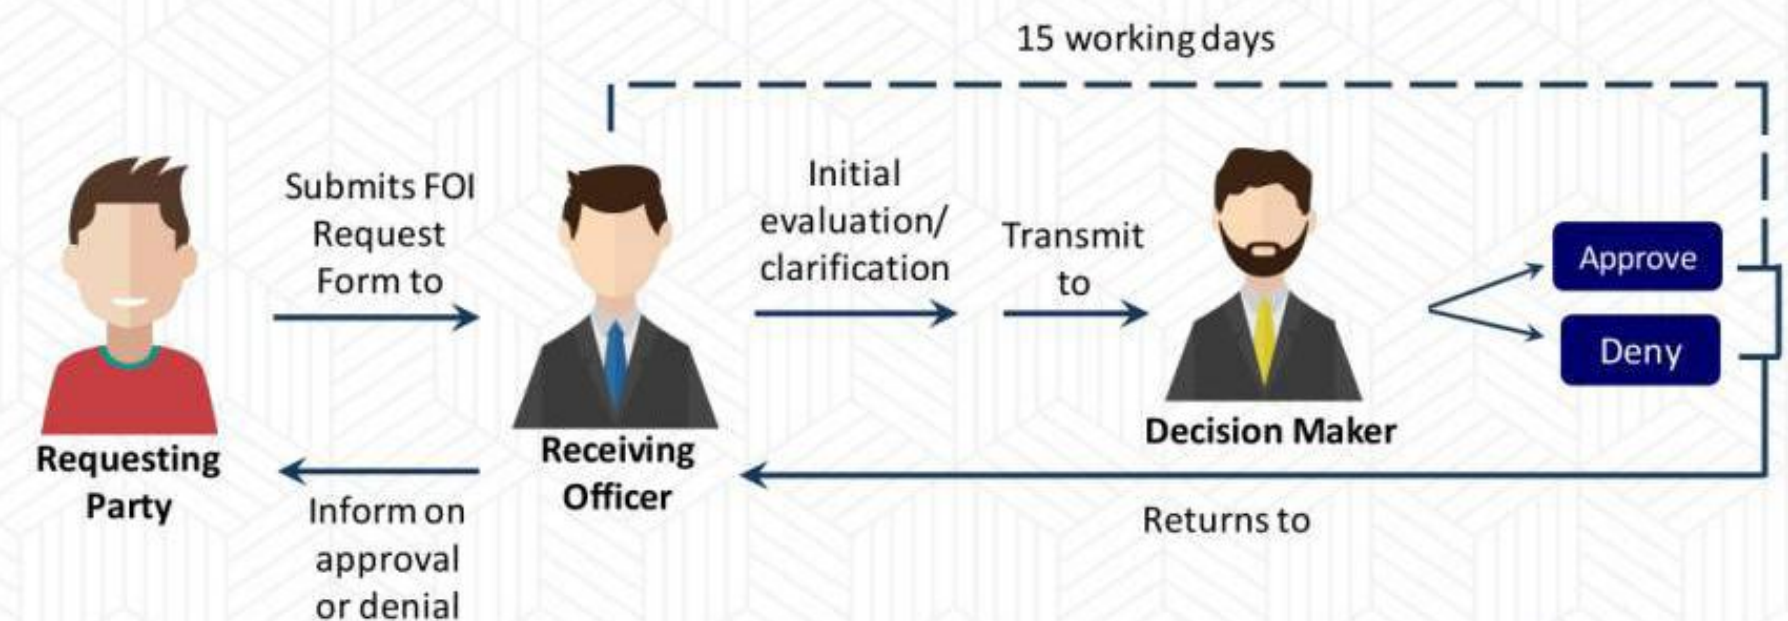 15 working days
Submits FOI
Request
Form to
Initial
evaluation/
clarification
Transmit
to
Approve
Deny
Requesting
Party
Receiving
Officer
Decision Maker
Inform on
approval
or denial
Returns to